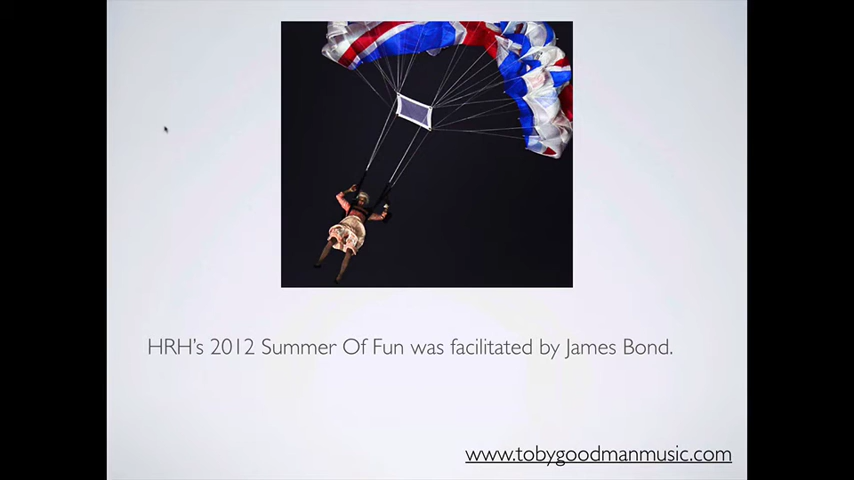 HRH's 2012 Summer Of Fun was facilitated by James Bond.
www.tobygoodmanmusic.com